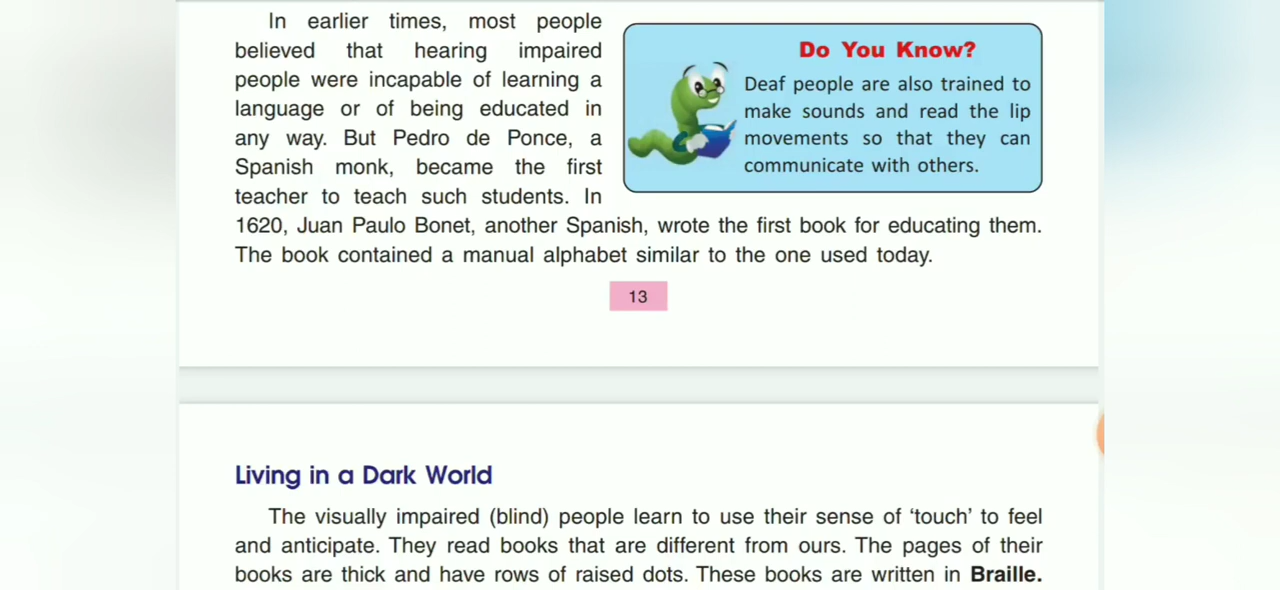 In earlier times, most people
believed that hearing impaired
people were incapable of learning a
language or of being educated in
any way. But Pedro de Ponce, a
Spanish monk, became the first
teacher to teach such students. In
1620, Juan Paulo Bonet, another Spanish, wrote the first book for educating them.
The book contained a manual alphabet similar to the one used today.
Do You Know?
Deaf people are also trained to
make sounds and read the lip
movements so that they can
communicate with others.
13
Living in a Dark World
The visually impaired (blind) people learn to use their sense of ‘touch’ to feel
and anticipate. They read books that are different from ours. The pages of their
books are thick and have rows of raised dots. These books are written in Braille.